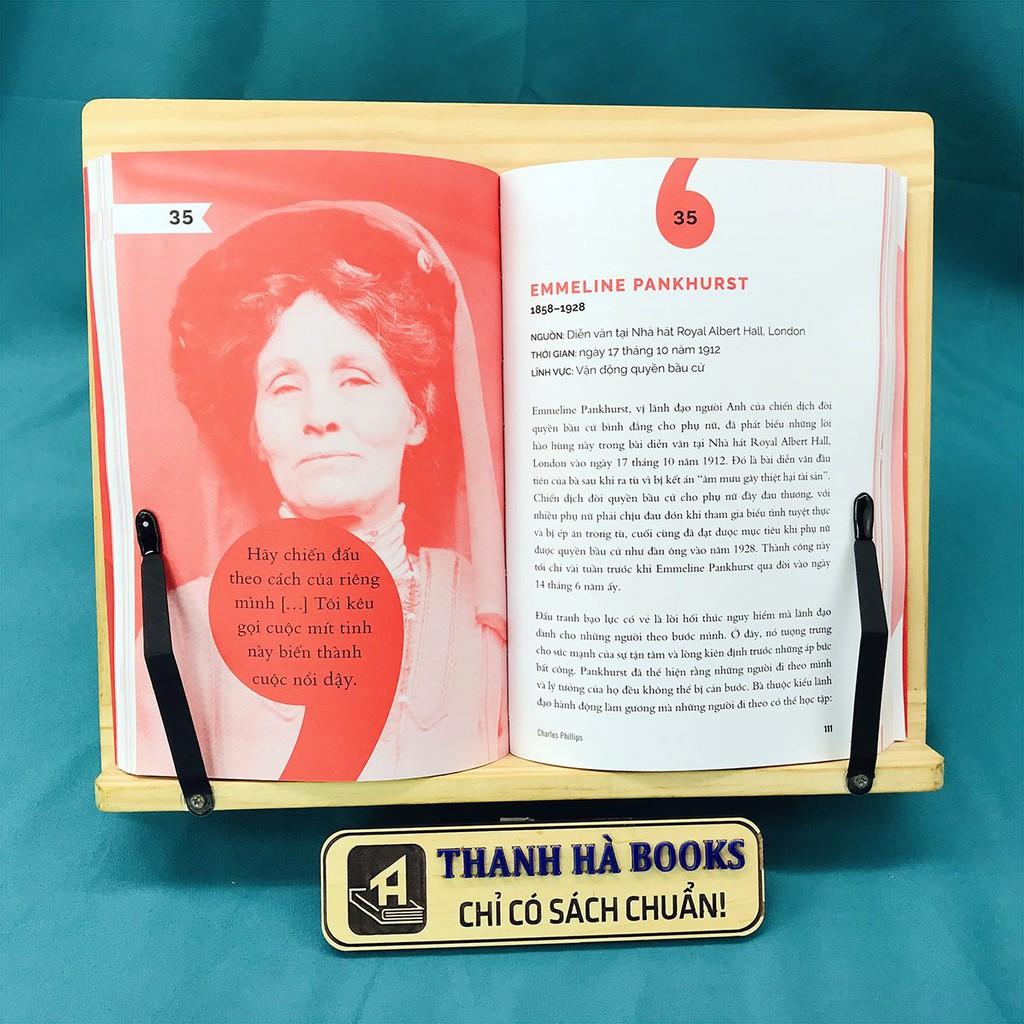 35
Hãy chiến đấu
theo cách của riêng
mình [...] Tôi kêu
gọi cuộc mít tinh
này biến thành
cuộc nổi dậy.
35
EMMELINE PANKHURST
1858–1928
NGUỒN: Diễn văn tại Nhà hát Royal Albert Hall, London
THỜI GIAN: ngày 17 tháng 10 năm 1912
LĨNH VỰC: Vận động quyền bầu cử
Emmeline Pankhurst, vị lãnh đạo người Anh của chiến dịch đòi
quyền bầu cử bình đẳng cho phụ nữ, đã phát biểu những lời
hào hùng này trong bài diễn văn tại Nhà hát Royal Albert Hall,
London vào ngày 17 tháng 10 năm 1912. Đó là bài diễn văn đầu
tiên của bà sau khi ra tù vì bị kết án “âm mưu gây thiệt hại tài sản”.
Chiến dịch đòi quyền bầu cử cho phụ nữ đầy đau thương, với
nhiều phụ nữ phải chịu đau đớn khi tham gia biểu tình tuyệt thực
và bị ép ăn trong tù, cuối cùng đã đạt được mục tiêu khi phụ nữ
được quyền bầu cử như đàn ông vào năm 1928. Thành công này
tới chỉ vài tuần trước khi Emmeline Pankhurst qua đời vào ngày
14 tháng 6 năm ấy.
Đấu tranh bạo lực có vẻ là lời hối thúc nguy hiểm mà lãnh đạo
dành cho những người theo bước mình. Ở đây, nó tượng trưng
cho sức mạnh của sự tận tâm và lòng kiên định trước những áp bức
bất công. Pankhurst đã thể hiện rằng những người đi theo mình
và lý tưởng của họ đều không thể bị cản bước. Bà thuộc kiểu lãnh
đạo hành động làm gương mà những người đi theo có thể học tập:
Charles Phillips
111
THANH HÀ BOOKS
CHỈ CÓ SÁCH CHUẨN!